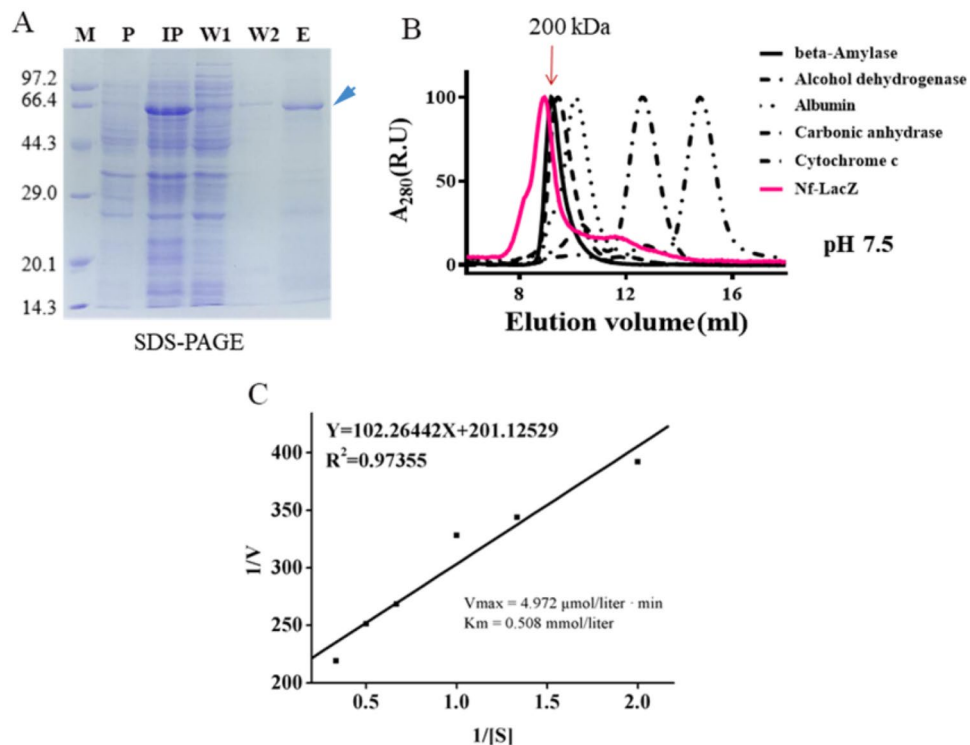 A
M P IP W1 W2 E
97.2
66.4
44.3
29.0
20.1
14.3
SDS-PAGE
B
200 kDa
A280(R.U)
100
50
0
8 12 16
Elution volume(ml)
beta-Amylase
Alcohol dehydrogenase
Albumin
Carbonic anhydrase
Cytochrome c
Nf-LacZ
pH 7.5
C
Y=102.26442X+201.12529
R²=0.97355
1/V
400
350
300
250
200
Vmax = 4.972 μmol/liter · min
Km = 0.508 mmol/liter
0.5 1.0 1.5 2.0
1/[S]